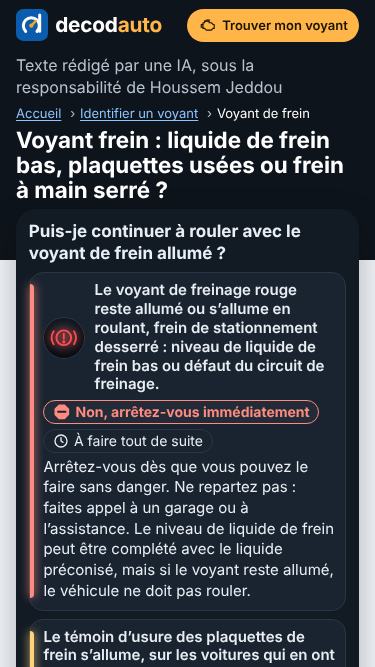 decodauto
Trouver mon voyant
Texte rédigé par une IA, sous la
responsabilité de Houssem Jeddou
Accueil › Identifier un voyant › Voyant de frein
Voyant frein : liquide de frein
bas, plaquettes usées ou frein
à main serré ?
Puis-je continuer à rouler avec le
voyant de frein allumé ?
Le voyant de freinage rouge
reste allumé ou s’allume en
roulant, frein de stationnement
desserré : niveau de liquide de
frein bas ou défaut du circuit de
freinage.
Non, arrêtez-vous immédiatement
À faire tout de suite
Arrêtez-vous dès que vous pouvez le
faire sans danger. Ne repartez pas :
faites appel à un garage ou à
l’assistance. Le niveau de liquide de frein
peut être complété avec le liquide
préconisé, mais si le voyant reste allumé,
le véhicule ne doit pas rouler.
Le témoin d’usure des plaquettes de
frein s’allume, sur les voitures qui en ont